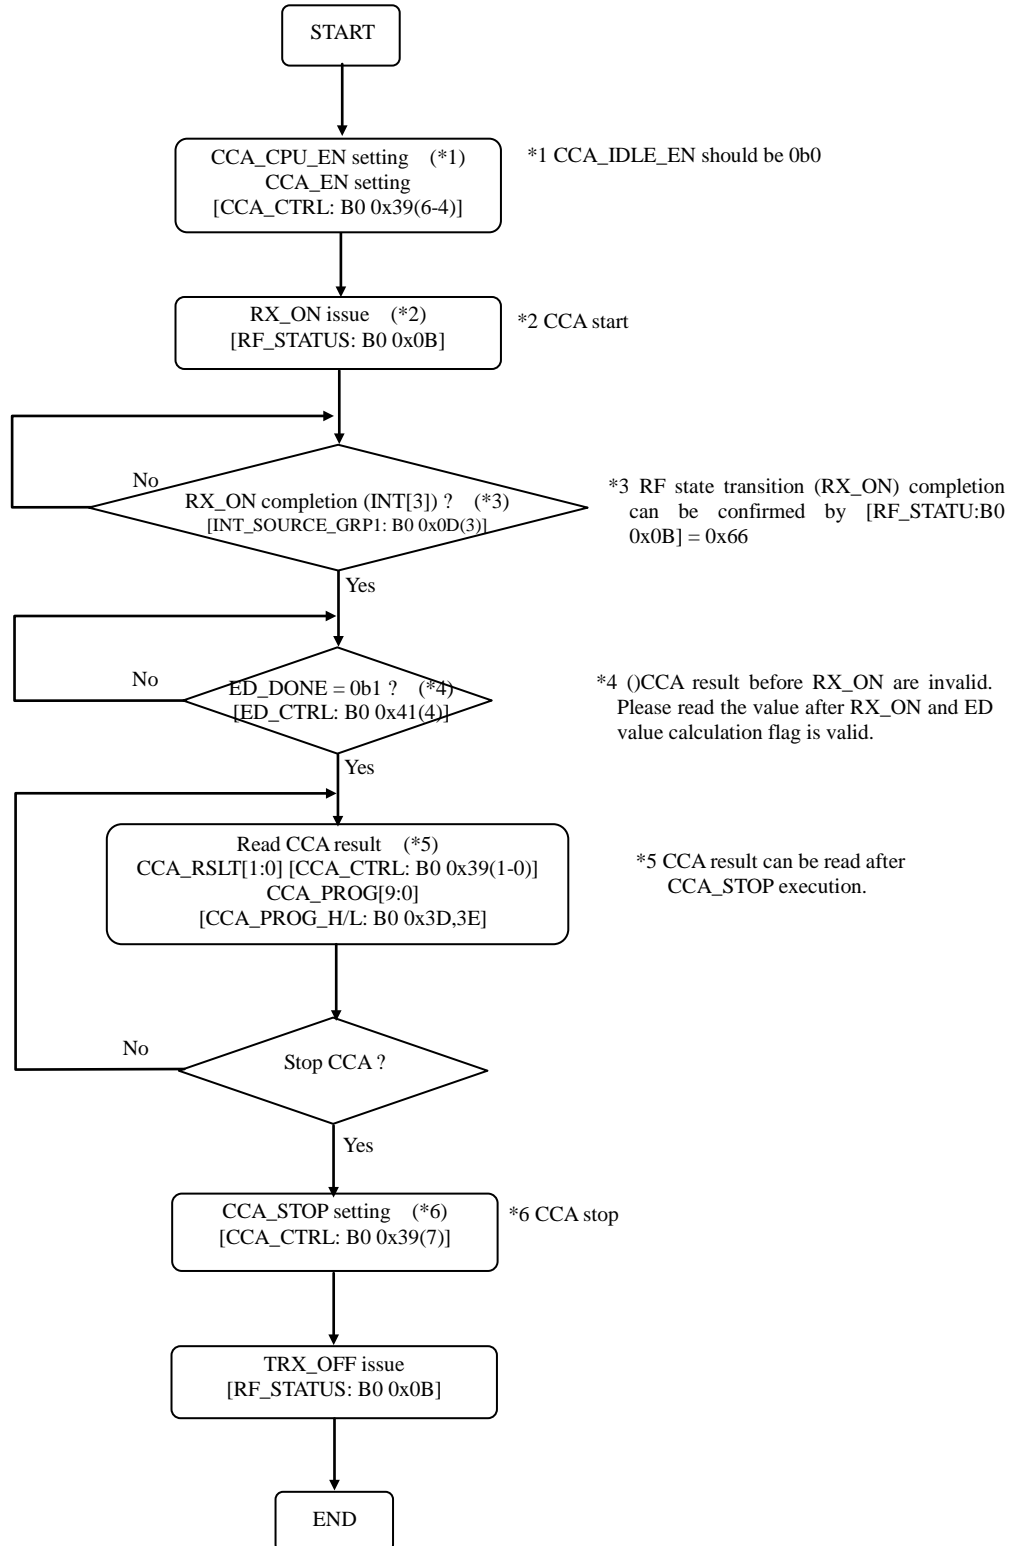 START
CCA_CPU_EN setting (*1)
CCA_EN setting
[CCA_CTRL: B0 0x39(6-4)]
*1 CCA_IDLE_EN should be 0b0
RX_ON issue (*2)
[RF_STATUS: B0 0x0B]
*2 CCA start
No
RX_ON completion (INT[3]) ? (*3)
[INT_SOURCE_GRP1: B0 0x0D(3)]
*3 RF state transition (RX_ON) completion
can be confirmed by [RF_STATU:B0
0x0B] = 0x66
Yes
No
ED_DONE = 0b1 ? (*4)
[ED_CTRL: B0 0x41(4)]
*4 ()CCA result before RX_ON are invalid.
Please read the value after RX_ON and ED
value calculation flag is valid.
Yes
Read CCA result (*5)
CCA_RSLT[1:0] [CCA_CTRL: B0 0x39(1-0)]
CCA_PROG[9:0]
[CCA_PROG_H/L: B0 0x3D,3E]
*5 CCA result can be read after
CCA_STOP execution.
No
Stop CCA ?
Yes
CCA_STOP setting (*6)
[CCA_CTRL: B0 0x39(7)]
*6 CCA stop
TRX_OFF issue
[RF_STATUS: B0 0x0B]
END